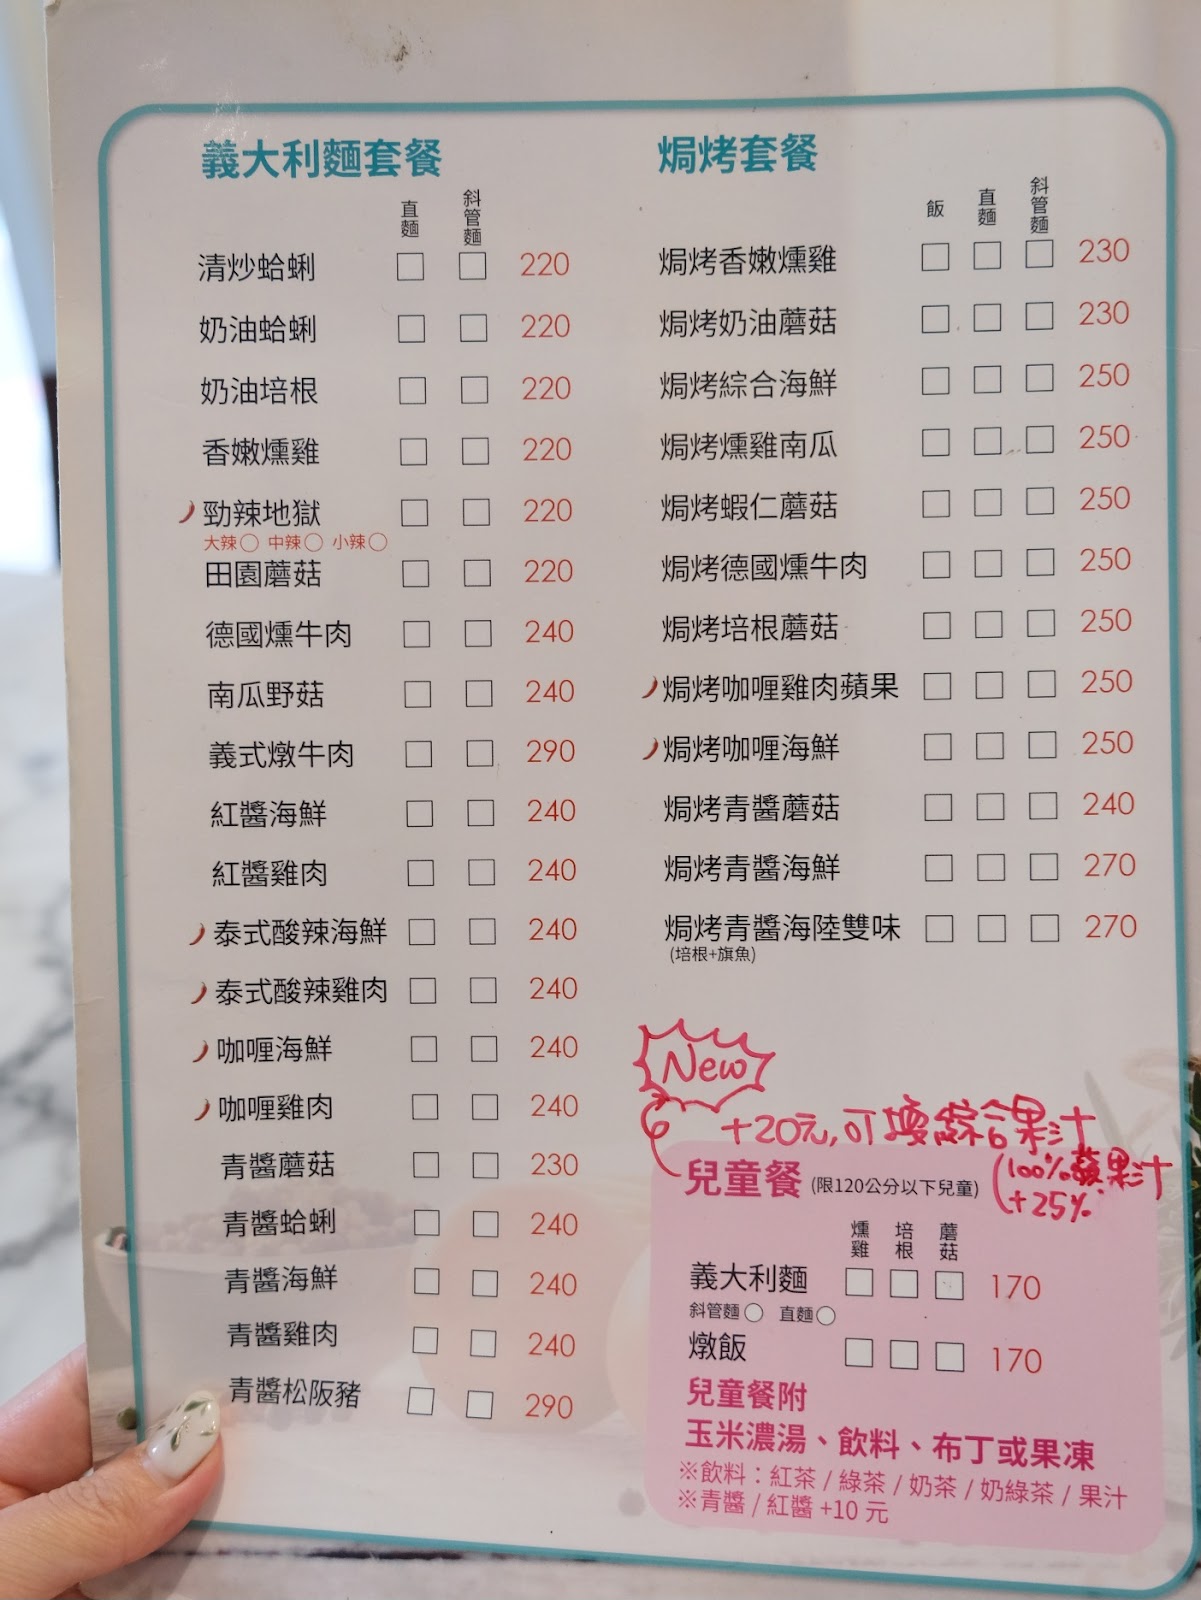 義大利麵套餐
直麵 斜管麵
清炒蛤蜊 □ □ 220
奶油蛤蜊 □ □ 220
奶油培根 □ □ 220
香嫩燻雞 □ □ 220
勁辣地獄 □ □ 220
大辣○ 中辣○ 小辣○
田園蘑菇 □ □ 220
德國燻牛肉 □ □ 240
南瓜野菇 □ □ 240
義式燉牛肉 □ □ 290
紅醬海鮮 □ □ 240
紅醬雞肉 □ □ 240
泰式酸辣海鮮 □ □ 240
泰式酸辣雞肉 □ □ 240
咖喱海鮮 □ □ 240
咖喱雞肉 □ □ 240
青醬蘑菇 □ □ 230
青醬蛤蜊 □ □ 240
青醬海鮮 □ □ 240
青醬雞肉 □ □ 240
青醬松阪豬 □ □ 290
焗烤套餐
飯 直麵 斜管麵
焗烤香嫩燻雞 □ □ □ 230
焗烤奶油蘑菇 □ □ □ 230
焗烤綜合海鮮 □ □ □ 250
焗烤燻雞南瓜 □ □ □ 250
焗烤蝦仁蘑菇 □ □ □ 250
焗烤德國燻牛肉 □ □ □ 250
焗烤培根蘑菇 □ □ □ 250
焗烤咖喱雞肉蘋果 □ □ □ 250
焗烤咖喱海鮮 □ □ □ 250
焗烤青醬蘑菇 □ □ □ 240
焗烤青醬海鮮 □ □ □ 270
焗烤青醬海陸雙味 □ □ □ 270
(培根+旗魚)
New
+20元,可換綜合果汁
(100%蘋果汁
+25%
兒童餐 (限120公分以下兒童)
燻雞 培根 蘑菇
義大利麵 □ □ □ 170
斜管麵○ 直麵○
燉飯 □ □ □ 170
兒童餐附
玉米濃湯、飲料、布丁或果凍
※飲料：紅茶 / 綠茶 / 奶茶 / 奶綠茶 / 果汁
※青醬 / 紅醬 +10 元